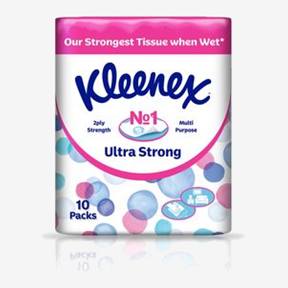 Our Strongest Tissue when Wet*
Kleenex
No1
2ply
Strength
Multi
Purpose
Ultra Strong
10
Packs